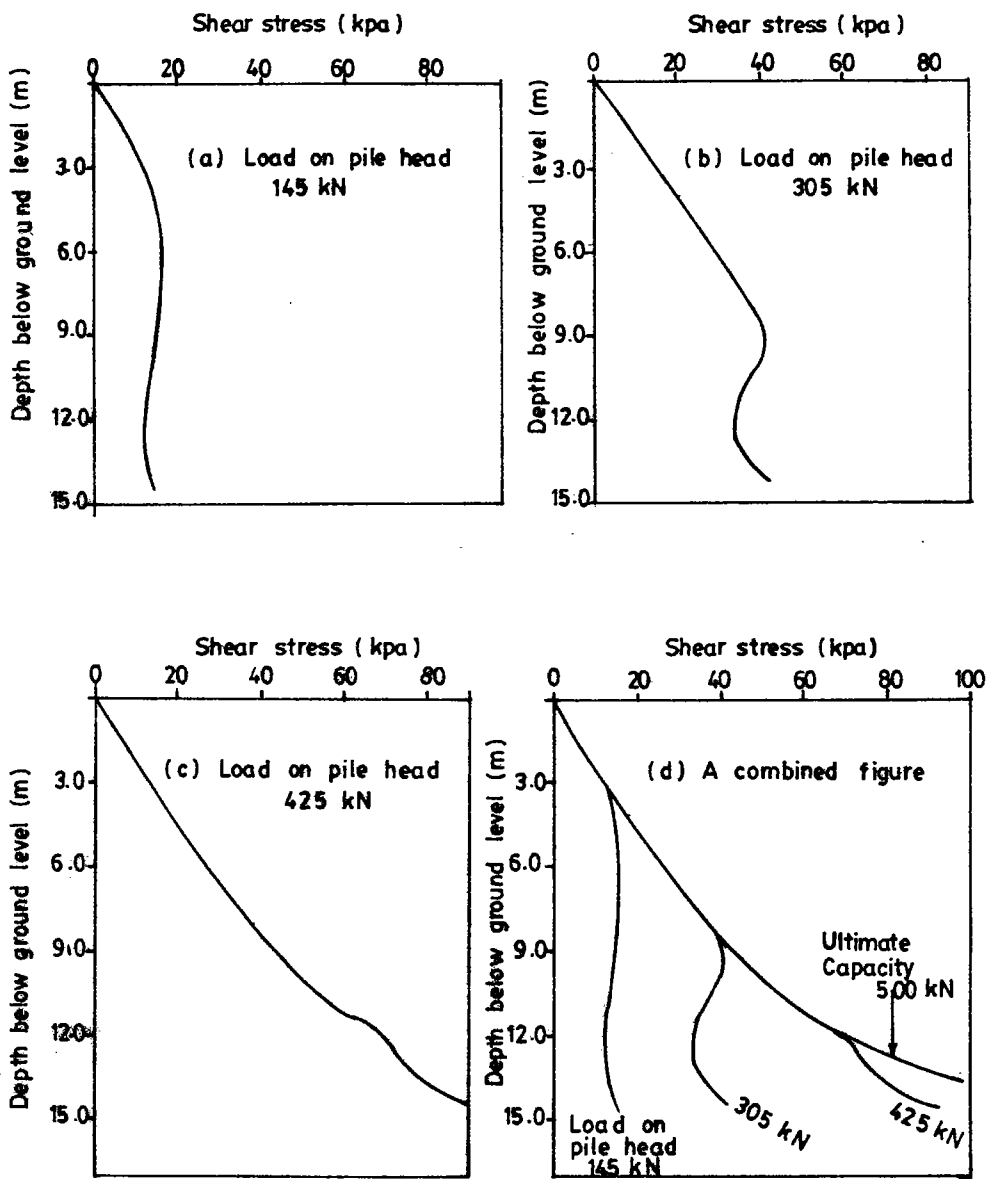 Shear stress (kpa)
0 20 40 60 80
Depth below ground level (m)
3.0
6.0
9.0
12.0
15.0
(a) Load on pile head
145 kN
Shear stress (kpa)
0 20 40 60 80
Depth below ground level (m)
3.0
6.0
9.0
12.0
15.0
(b) Load on pile head
305 kN
Shear stress (kpa)
0 20 40 60 80
Depth below ground level (m)
3.0
6.0
9.0
12.0
15.0
(c) Load on pile head
425 kN
Shear stress (kpa)
0 20 40 60 80 100
Depth below ground level (m)
3.0
6.0
9.0
12.0
15.0
(d) A combined figure
Ultimate
Capacity
500 kN
Load on
pile head
145 kN
305 kN
425 kN